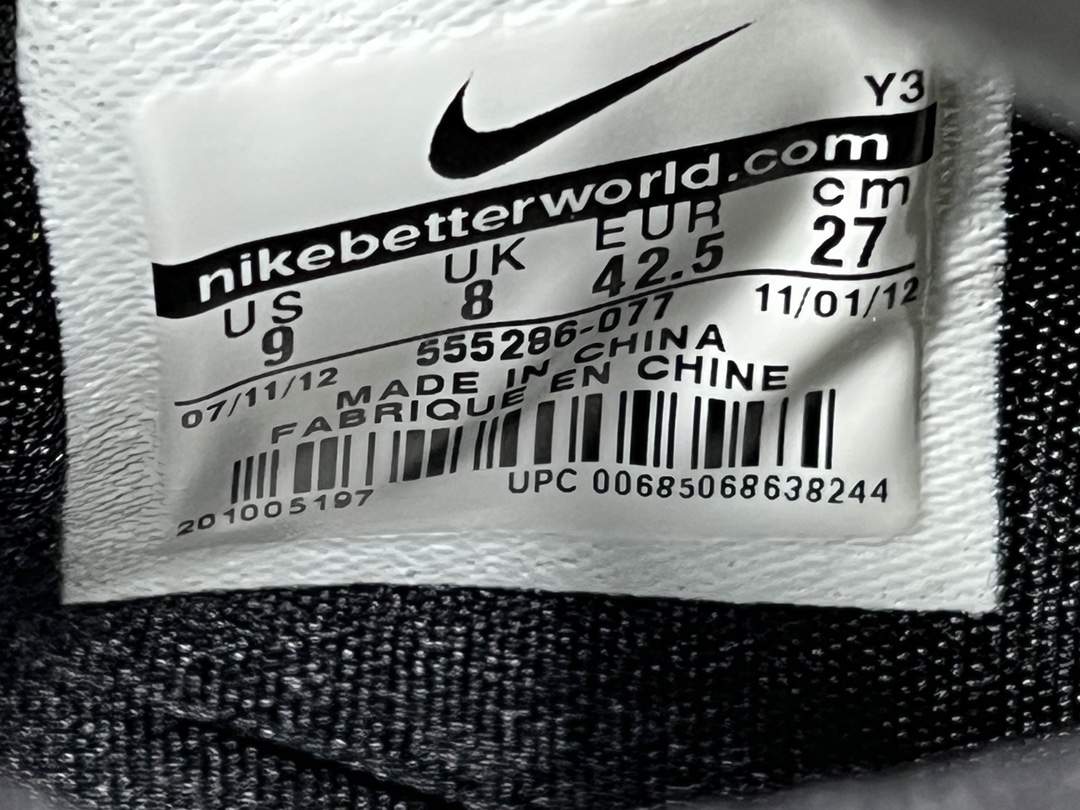 Y3
nikebetterworld.com
US UK EUR cm
9 8 42.5 27
07/11/12 555286-077 11/01/12
MADE IN CHINA
FABRIQUE EN CHINE
201005197 UPC 00685068638244